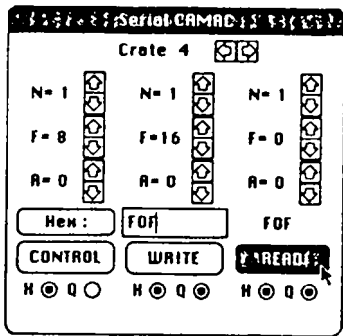 Serial CAMAC
Crate 4
N= 1 N= 1 N= 1
F= 8 F=16 F= 0
A= 0 A= 0 A= 0
Hex: F0F F0F
CONTROL WRITE READ
X Q X Q X Q